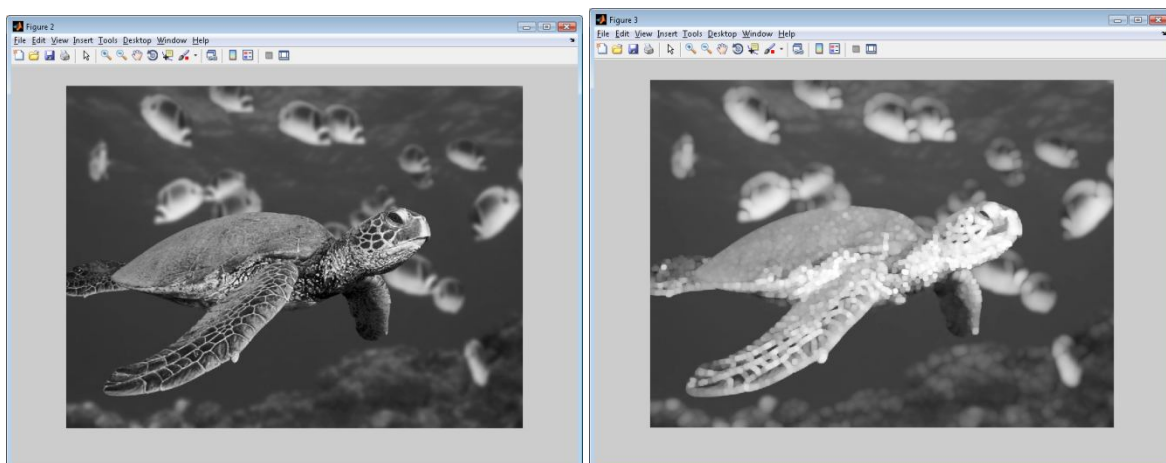 Figure 2
File Edit View Insert Tools Desktop Window Help
Figure 3
File Edit View Insert Tools Desktop Window Help